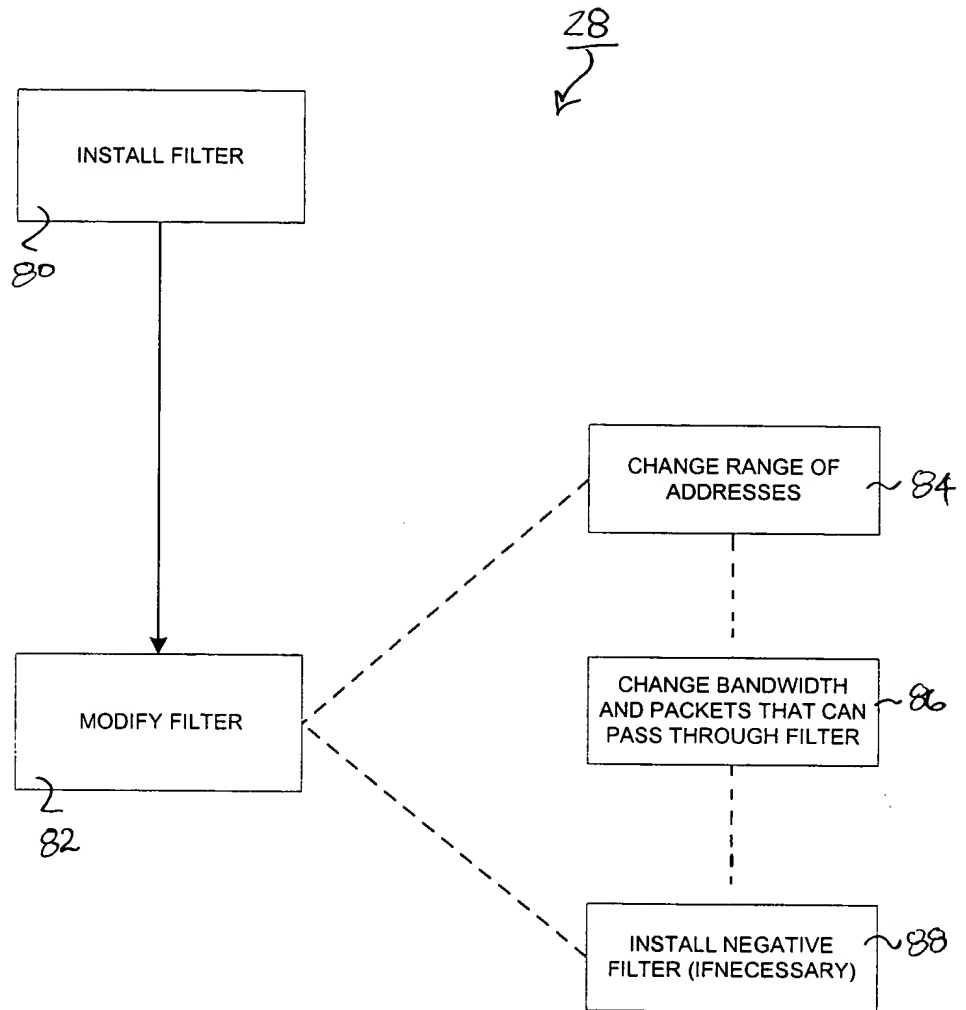 28
INSTALL FILTER
80
CHANGE RANGE OF
ADDRESSES
84
MODIFY FILTER
82
CHANGE BANDWIDTH
AND PACKETS THAT CAN
PASS THROUGH FILTER
86
INSTALL NEGATIVE
FILTER (IFNECESSARY)
88